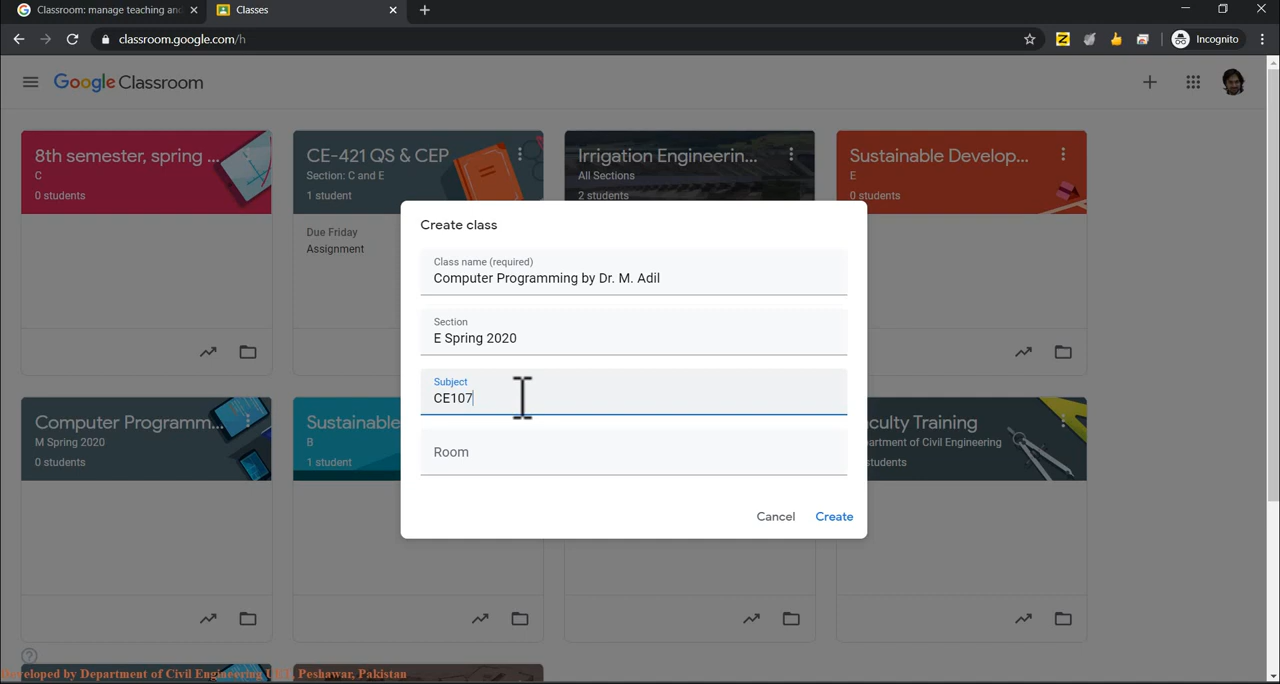 Classroom: manage teaching and
Classes
classroom.google.com/h
Incognito
Google Classroom
8th semester, spring ...
C
0 students
CE-421 QS & CEP
Section: C and E
1 student
Due Friday
Assignment
Irrigation Engineerin...
All Sections
2 students
Sustainable Develop...
E
0 students
Create class
Class name (required)
Computer Programming by Dr. M. Adil
Section
E Spring 2020
Subject
CE107
Room
Cancel
Create
Computer Programm...
M Spring 2020
0 students
Sustainable
B
1 student
culty Training
artment of Civil Engineering
students
Developed by Department of Civil Engineering UET, Peshawar, Pakistan